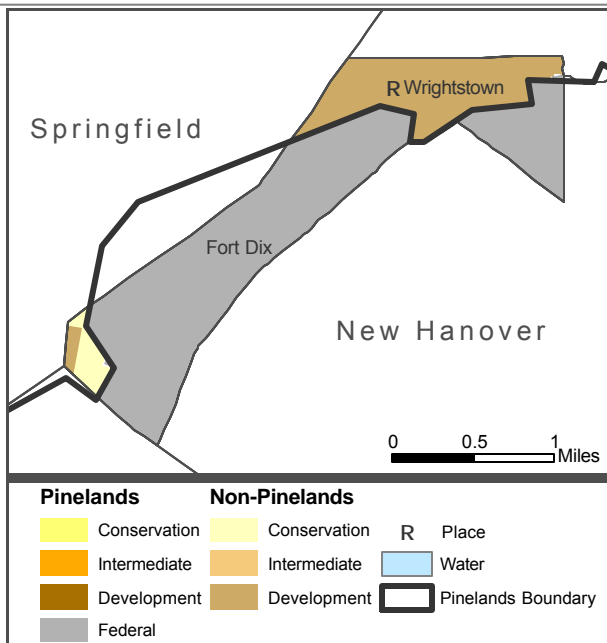 R Wrightstown
Springfield
Fort Dix
New Hanover
0 0.5 1
Miles
Pinelands Non-Pinelands
Conservation Conservation R Place
Intermediate Intermediate Water
Development Development Pinelands Boundary
Federal